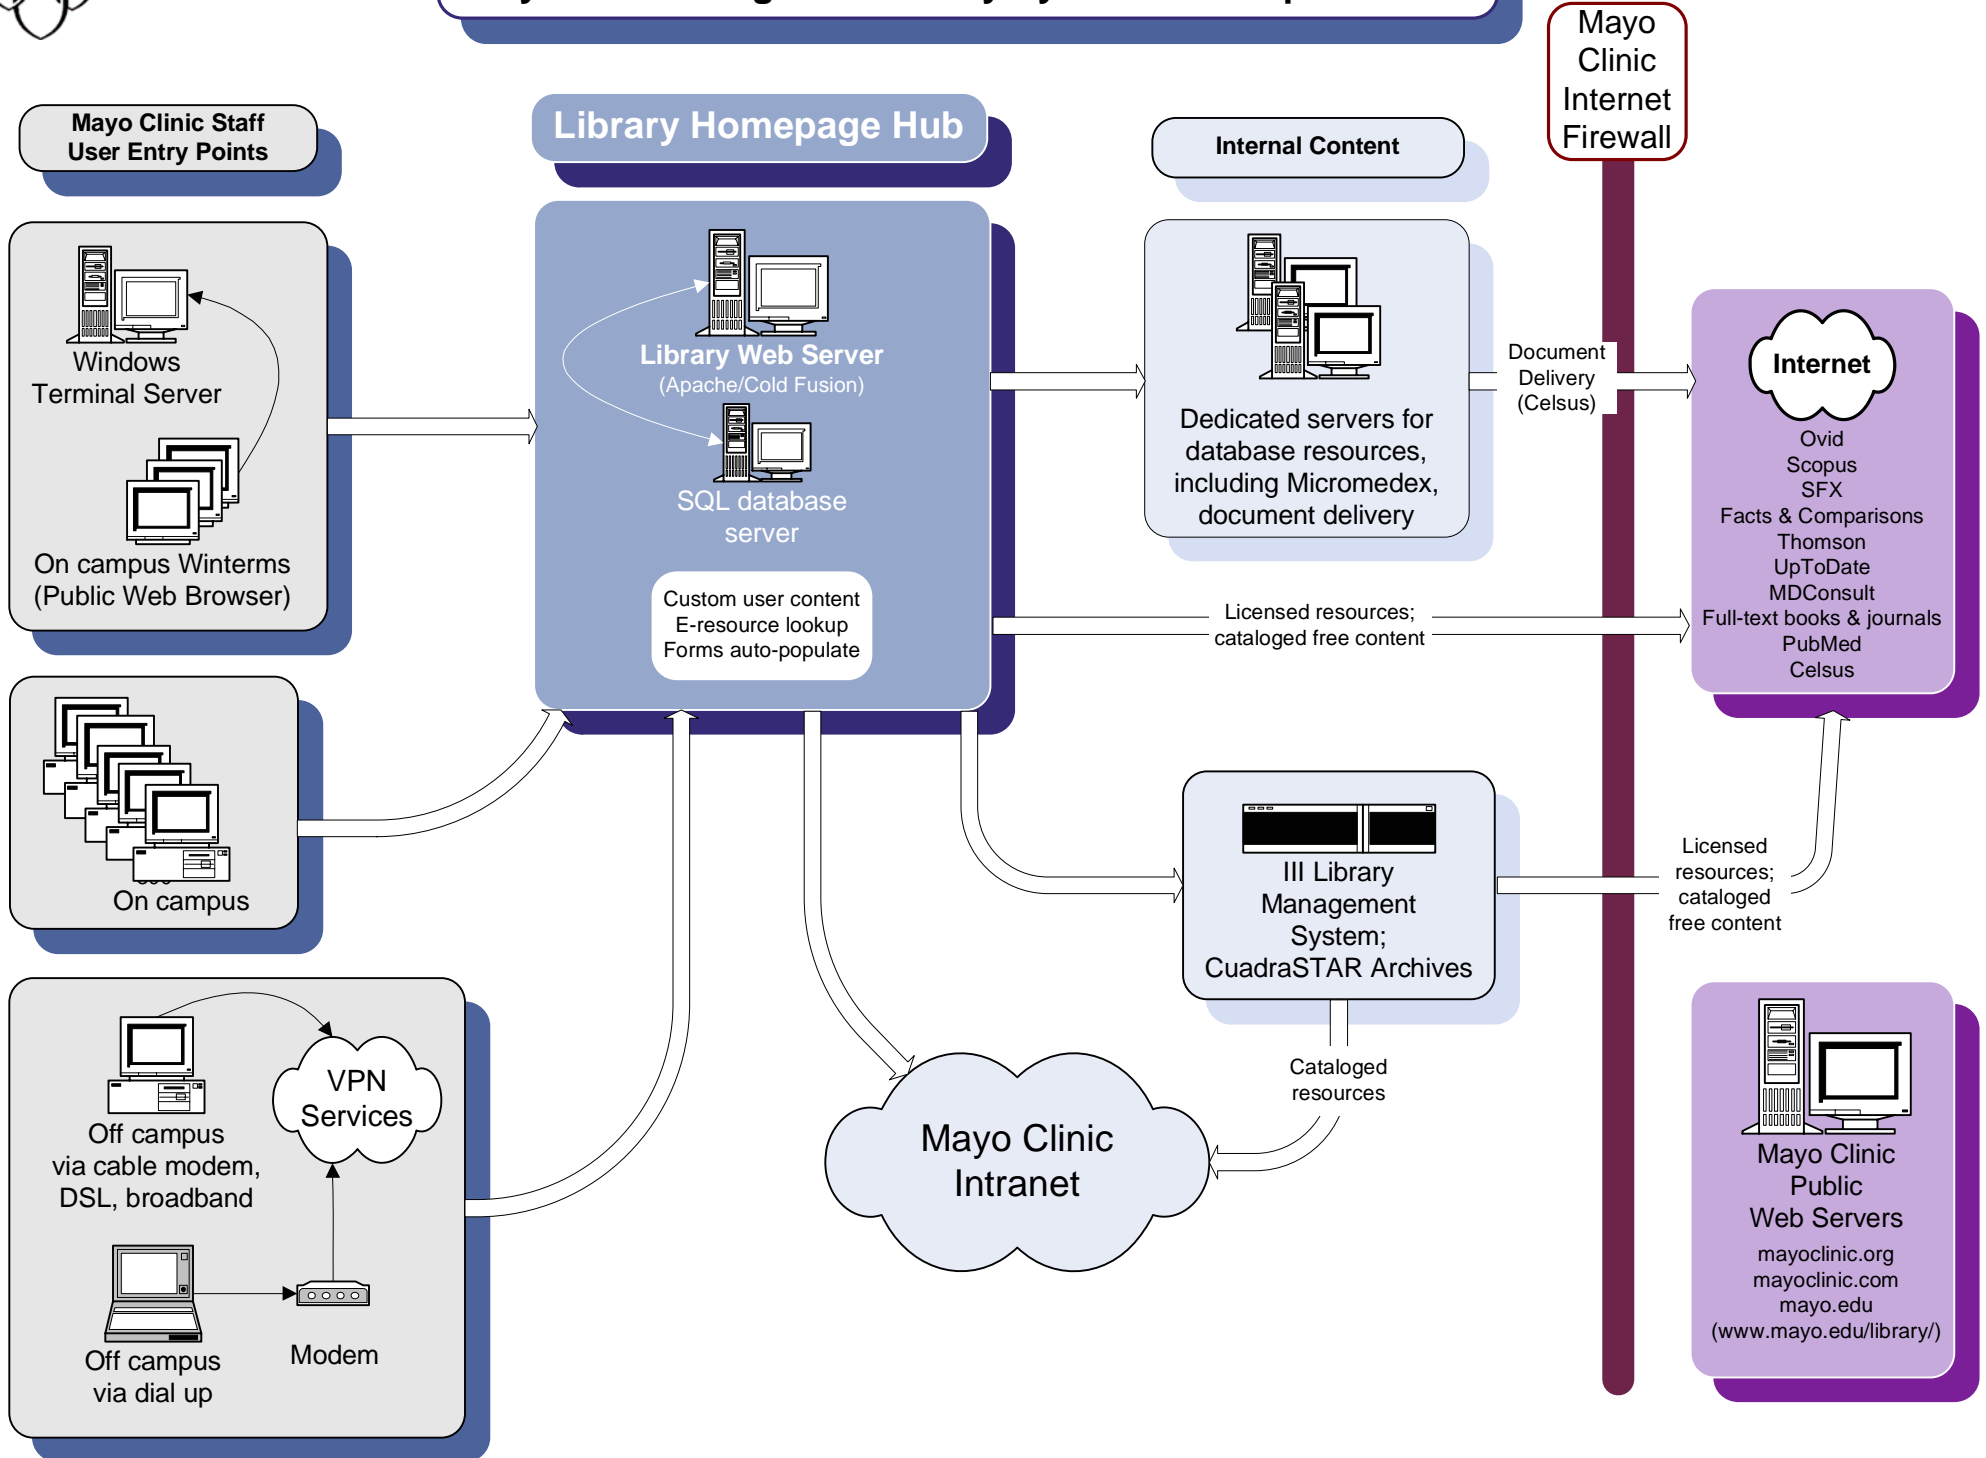 Mayo
Clinic
Internet
Firewall
Mayo Clinic Staff
User Entry Points
Library Homepage Hub
Internal Content
Windows
Terminal Server
On campus Winterms
(Public Web Browser)
Library Web Server
(Apache/Cold Fusion)
SQL database
server
Custom user content
E-resource lookup
Forms auto-populate
Dedicated servers for
database resources,
including Micromedex,
document delivery
Document
Delivery
(Celsus)
Internet
Ovid
Scopus
SFX
Facts & Comparisons
Thomson
UpToDate
MDConsult
Full-text books & journals
PubMed
Celsus
Licensed resources;
cataloged free content
On campus
III Library
Management
System;
CuadraSTAR Archives
Licensed
resources;
cataloged
free content
Cataloged
resources
Mayo Clinic
Intranet
VPN
Services
Off campus
via cable modem,
DSL, broadband
Modem
Off campus
via dial up
Mayo Clinic
Public
Web Servers
mayoclinic.org
mayoclinic.com
mayo.edu
(www.mayo.edu/library/)